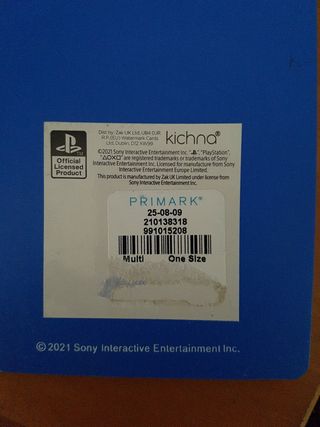 Official
Licensed
Product
Dist by: Zak UK Ltd, UB4 0JR
R.P.(EU) Watermark Cards
Ltd, Dublin, D12 KW99
kichna®
©2021 Sony Interactive Entertainment Inc. "PlayStation",
"△○×□" are registered trademarks or trademarks of Sony
Interactive Entertainment Inc. Licensed for manufacture from Sony
Interactive Entertainment Europe Limited.
This product is manufactured by Zak UK Limited under license from
Sony Interactive Entertainment Inc.
PRIMARK®
25-08-09
210138318
991015208
Multi One Size
©2021 Sony Interactive Entertainment Inc.